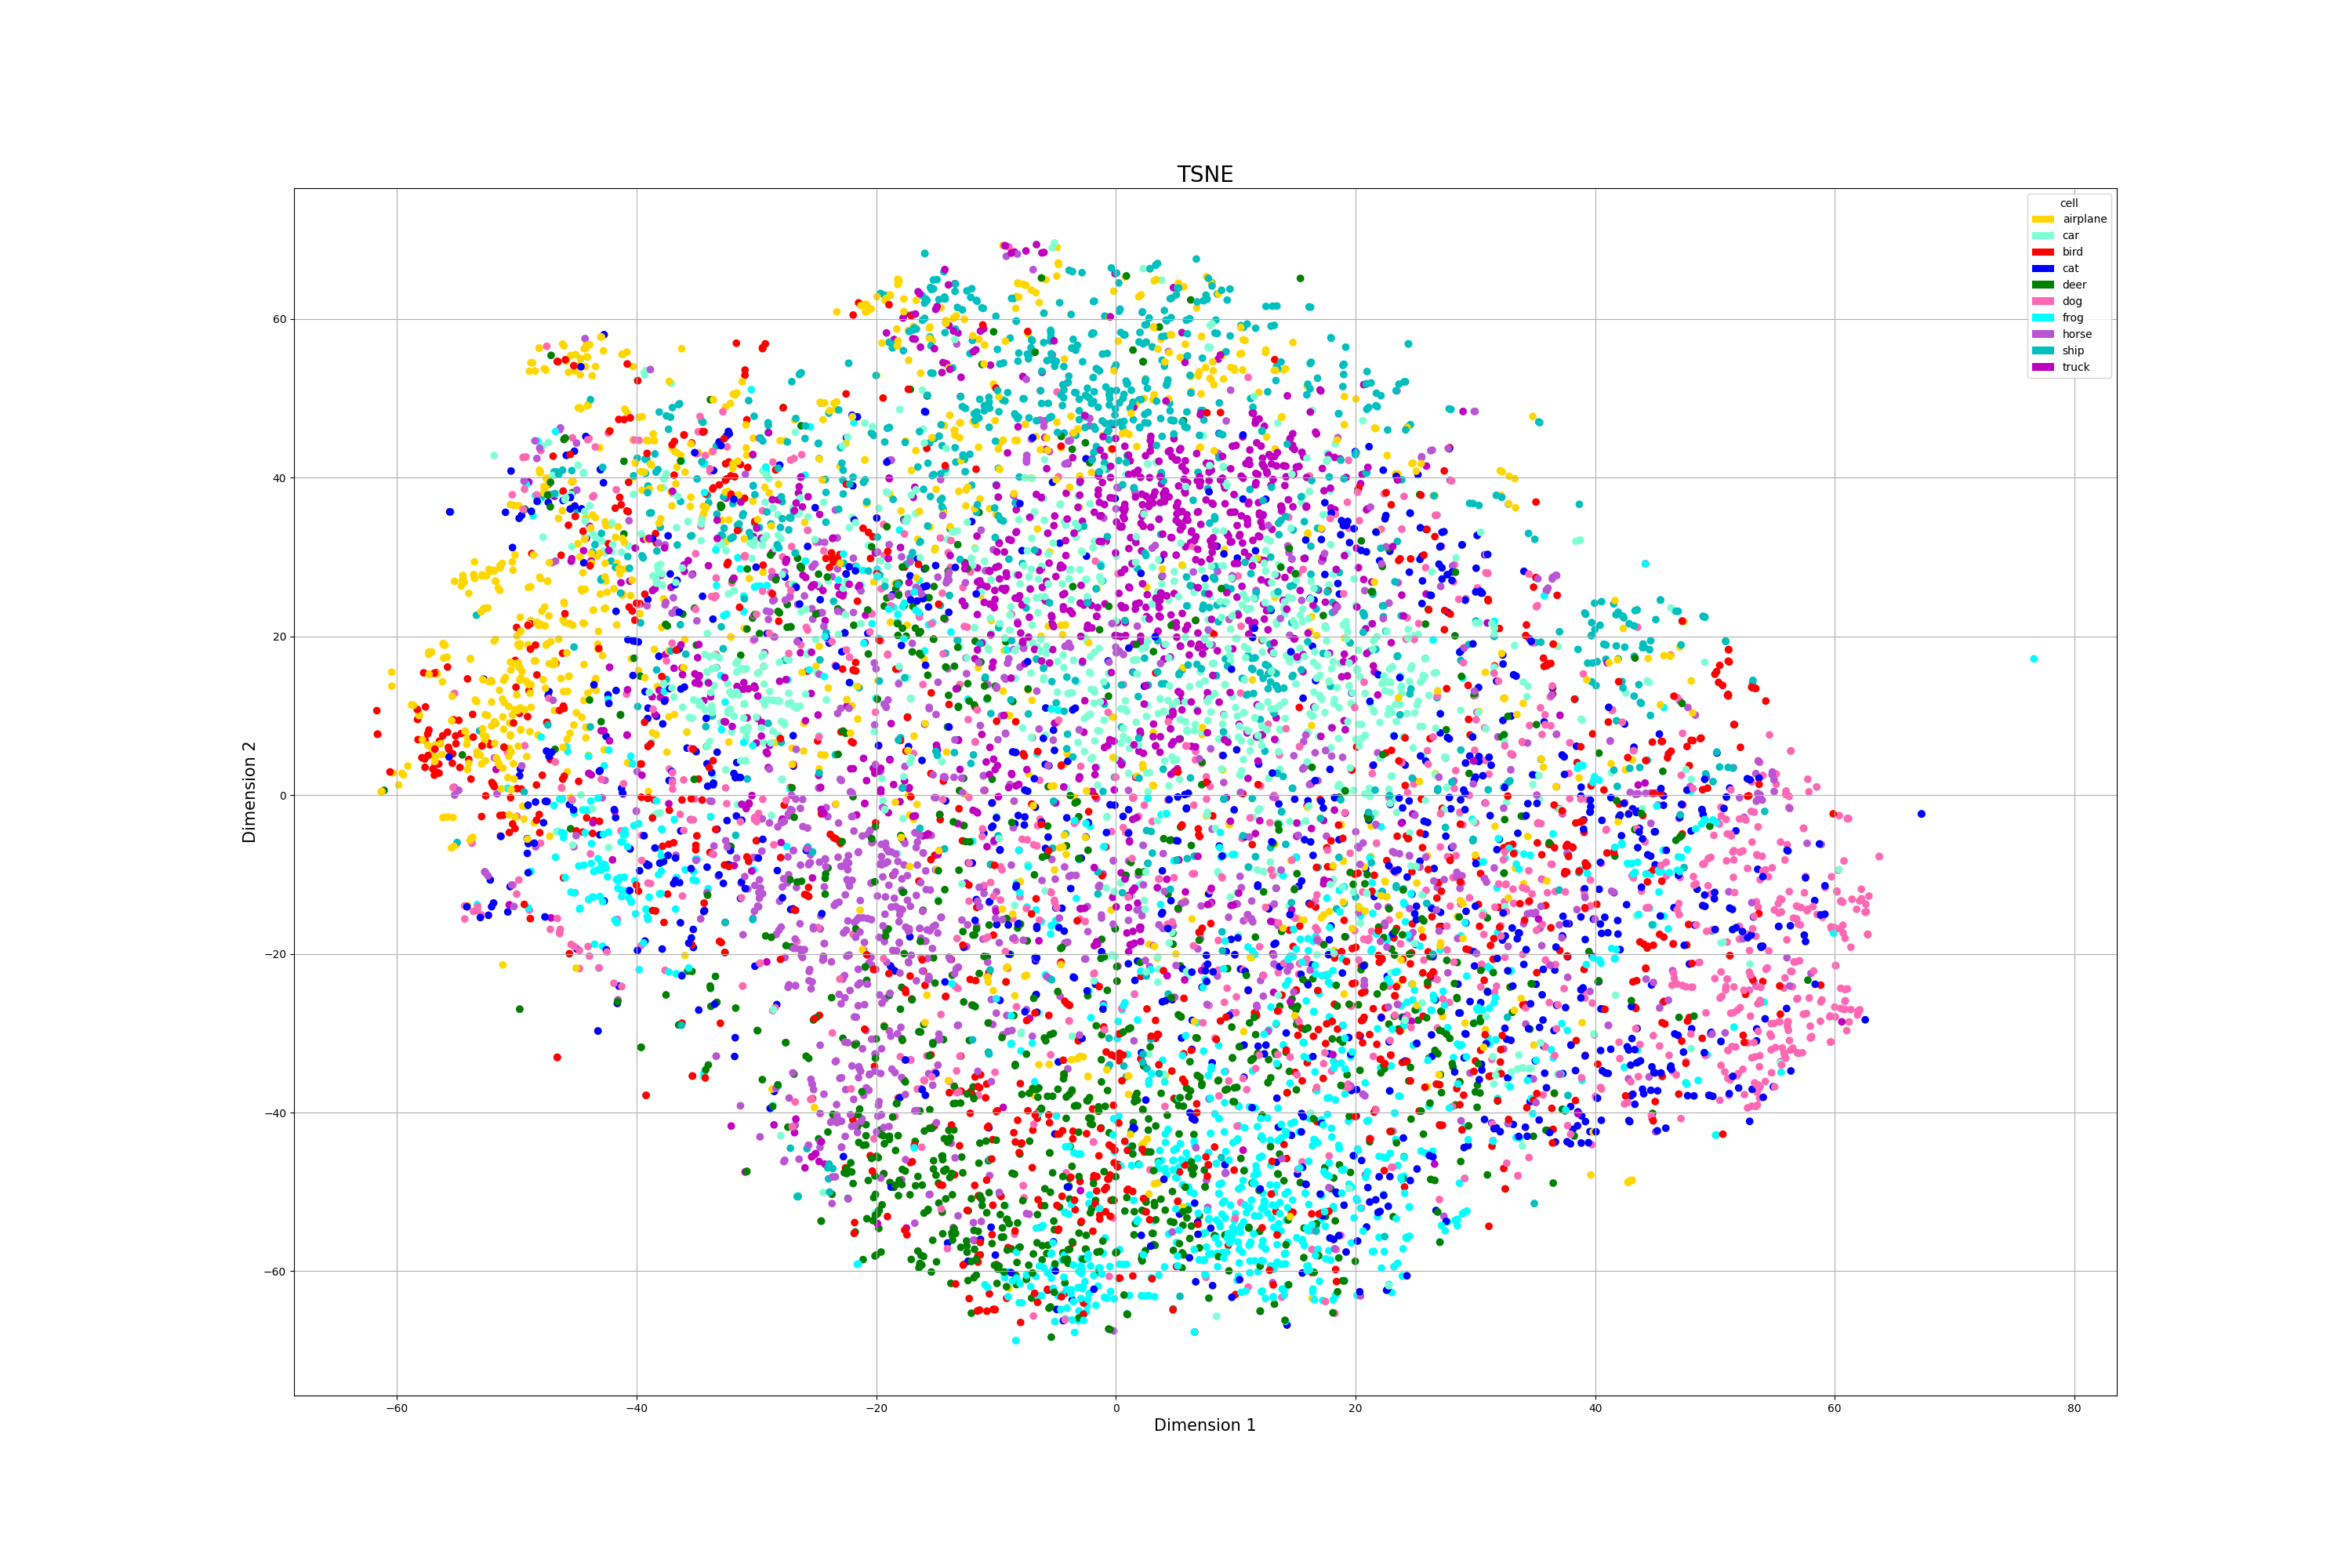 TSNE
cell
airplane
car
bird
cat
deer
dog
frog
horse
ship
truck
60
40
20
0
−20
−40
−60
Dimension 2
−60 −40 −20 0 20 40 60 80
Dimension 1